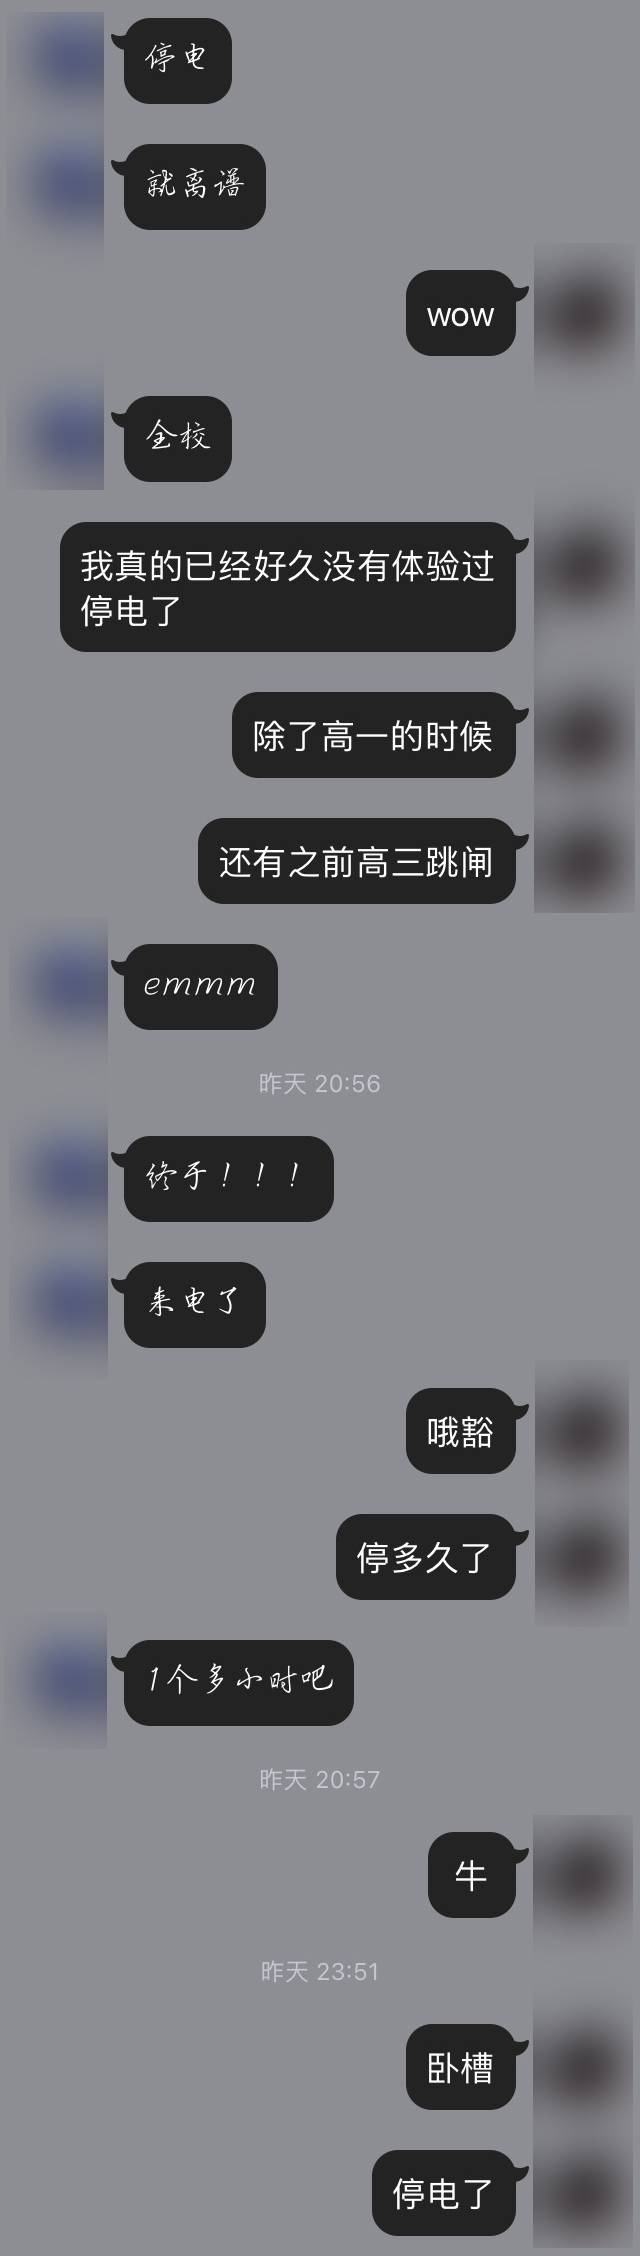 停电
就离谱
wow
全校
我真的已经好久没有体验过
停电了
除了高一的时候
还有之前高三跳闸
emmm
昨天 20:56
终于！！！
来电了
哦豁
停多久了
1个多小时吧
昨天 20:57
牛
昨天 23:51
卧槽
停电了